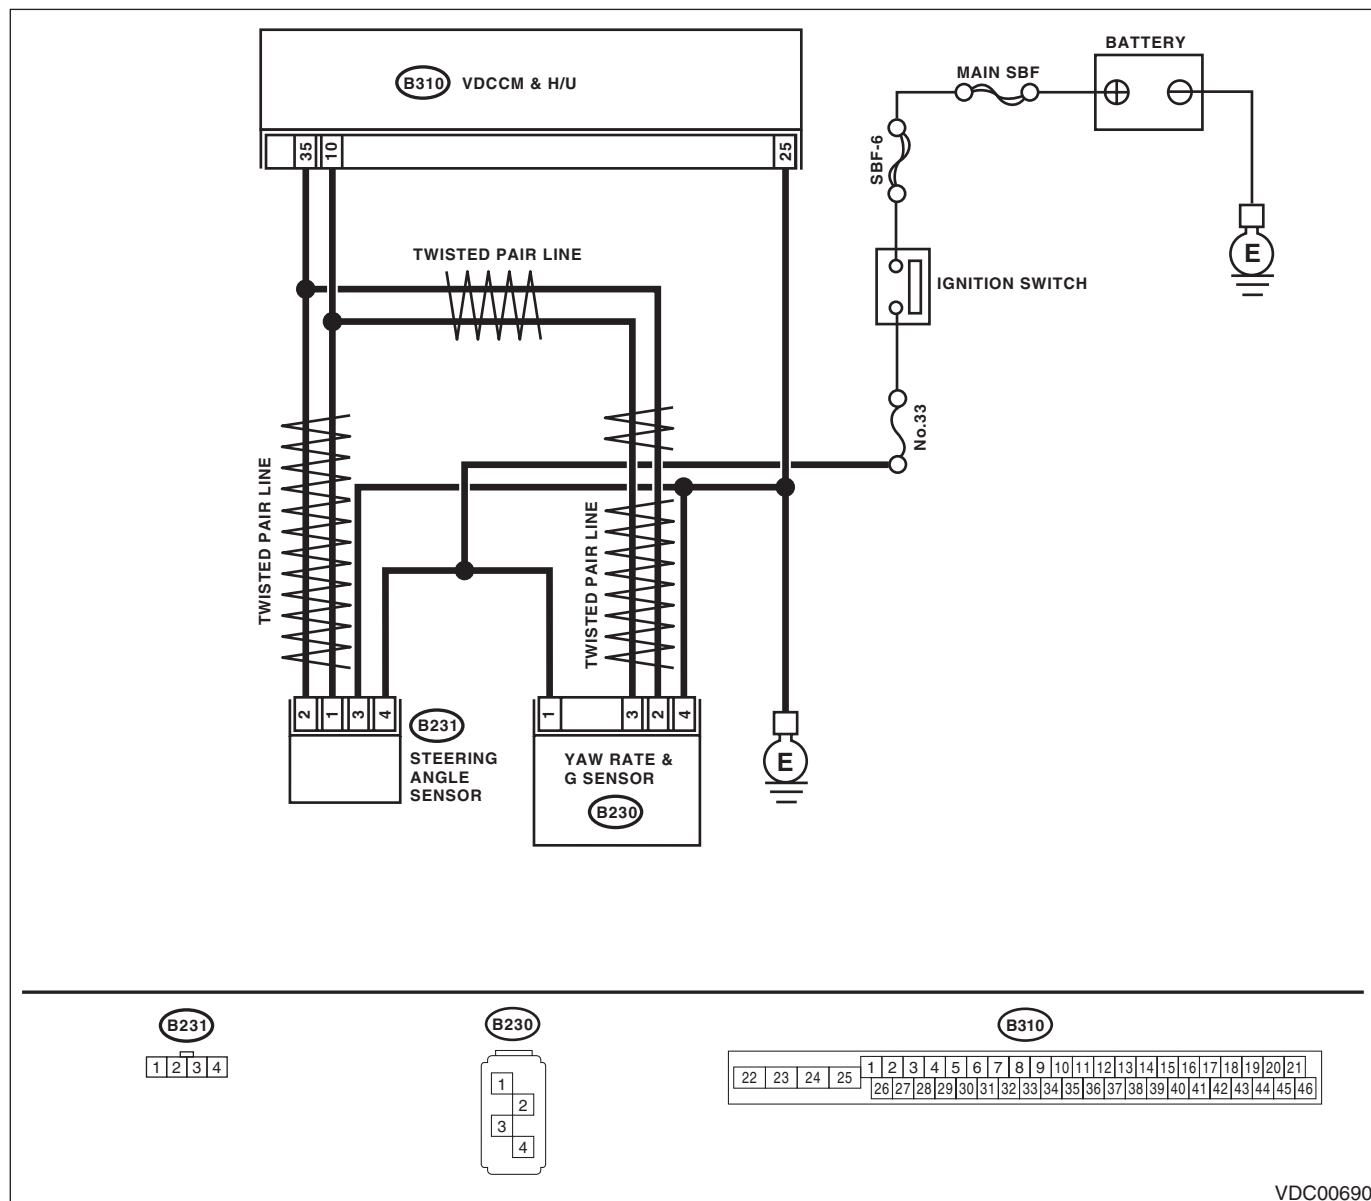 BATTERY
MAIN SBF
B310 VDCCM & H/U
35 10 25
SBF-6
E
TWISTED PAIR LINE
IGNITION SWITCH
No.33
TWISTED PAIR LINE
TWISTED PAIR LINE
2 1 3 4
1 3 2 4
B231
STEERING
ANGLE
SENSOR
YAW RATE &
G SENSOR
B230
E
B231
1 2 3 4
B230
1
2
3
4
B310
22 23 24 25
1 2 3 4 5 6 7 8 9 10 11 12 13 14 15 16 17 18 19 20 21
26 27 28 29 30 31 32 33 34 35 36 37 38 39 40 41 42 43 44 45 46
VDC00690